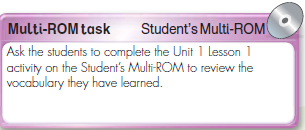 Multi-ROM task Student's Multi-ROM
Ask the students to complete the Unit 1 Lesson 1
activity on the Student's Multi-ROM to review the
vocabulary they have learned.